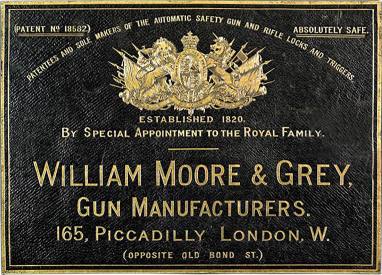 (PATENT Nº 18582)
ABSOLUTELY SAFE.
PATENTEES AND SOLE MAKERS OF THE AUTOMATIC SAFETY GUN AND RIFLE LOCKS AND TRIGGERS.
ESTABLISHED 1820.
BY SPECIAL APPOINTMENT TO THE ROYAL FAMILY.
WILLIAM MOORE & GREY,
GUN MANUFACTURERS.
165, PICCADILLY LONDON, W.
(OPPOSITE OLD BOND ST.)